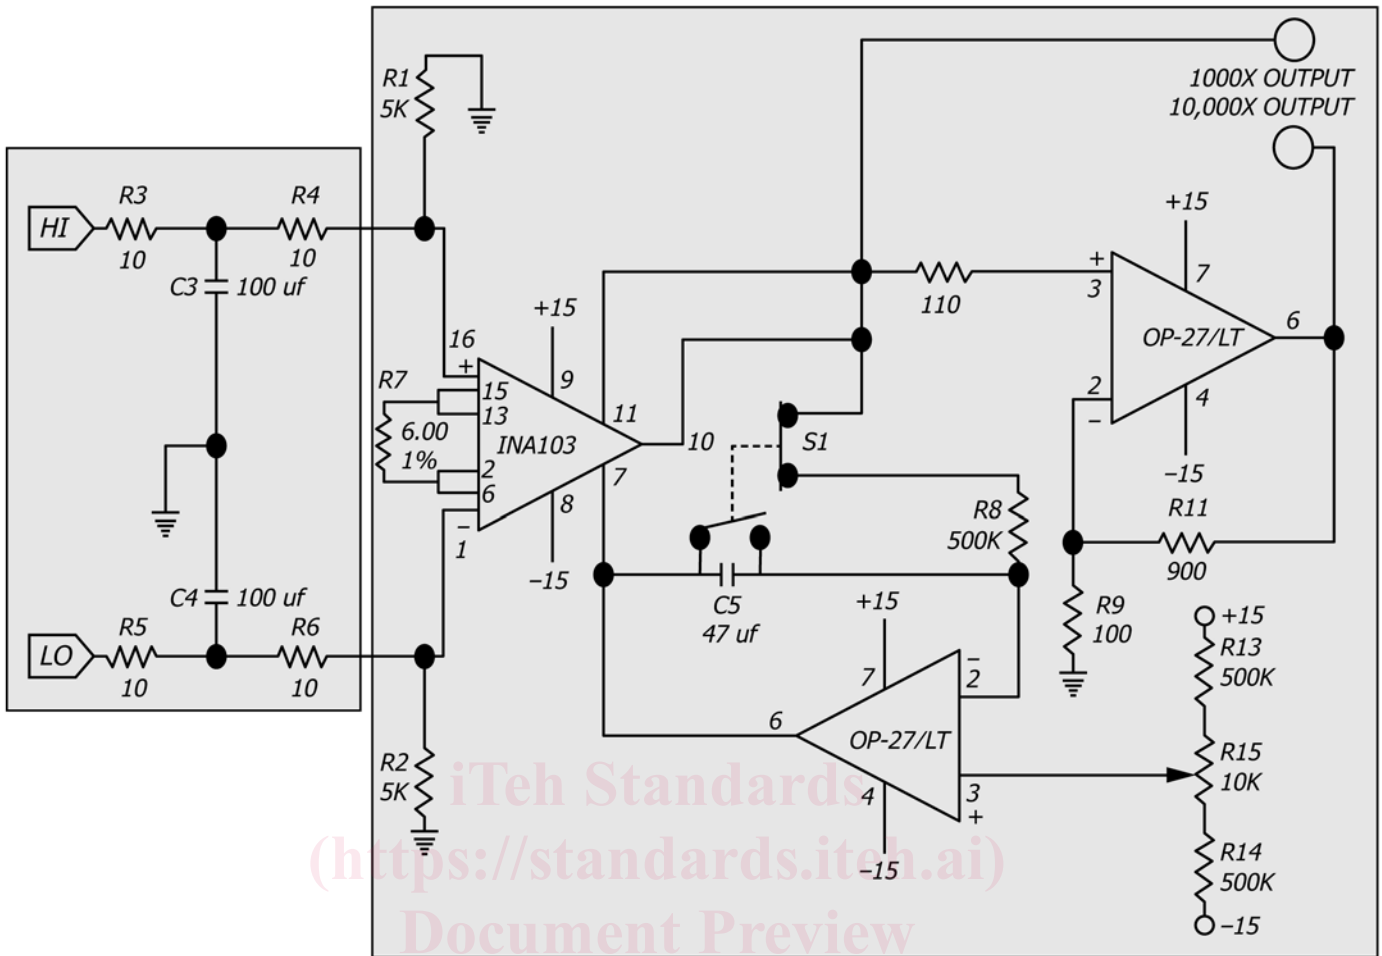 R1
5K
1000X OUTPUT
10,000X OUTPUT
HI
R3
10
R4
10
C3
100 uf
+15
7
+
3
110
OP-27/LT
6
2
–
4
–15
16
+
+15
9
R7
6.00
1%
15
13
INA103
11
10
2
6
7
8
–
1
–15
S1
R8
500K
R11
900
C4
100 uf
C5
47 uf
R9
100
+15
R13
500K
LO
R5
10
R6
10
+15
7
–
2
6
OP-27/LT
R15
10K
R2
5K
4
3
+
–15
R14
500K
–15
iTeh Standards
(https://standards.iteh.ai)
Document Preview